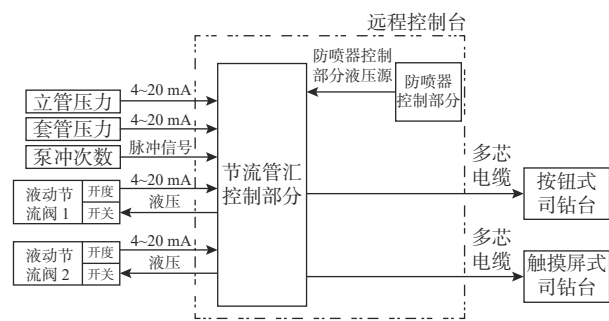 远程控制台
防喷器控制
部分液压源
防喷器
控制部分
4~20 mA
立管压力
4~20 mA
套管压力
脉冲信号
泵冲次数
节流管汇
控制部分
多芯
电缆
按钮式
司钻台
4~20 mA
液动节
流阀 1
开度
开关
液压
4~20 mA
液动节
流阀 2
开度
开关
液压
多芯
电缆
触摸屏式
司钻台